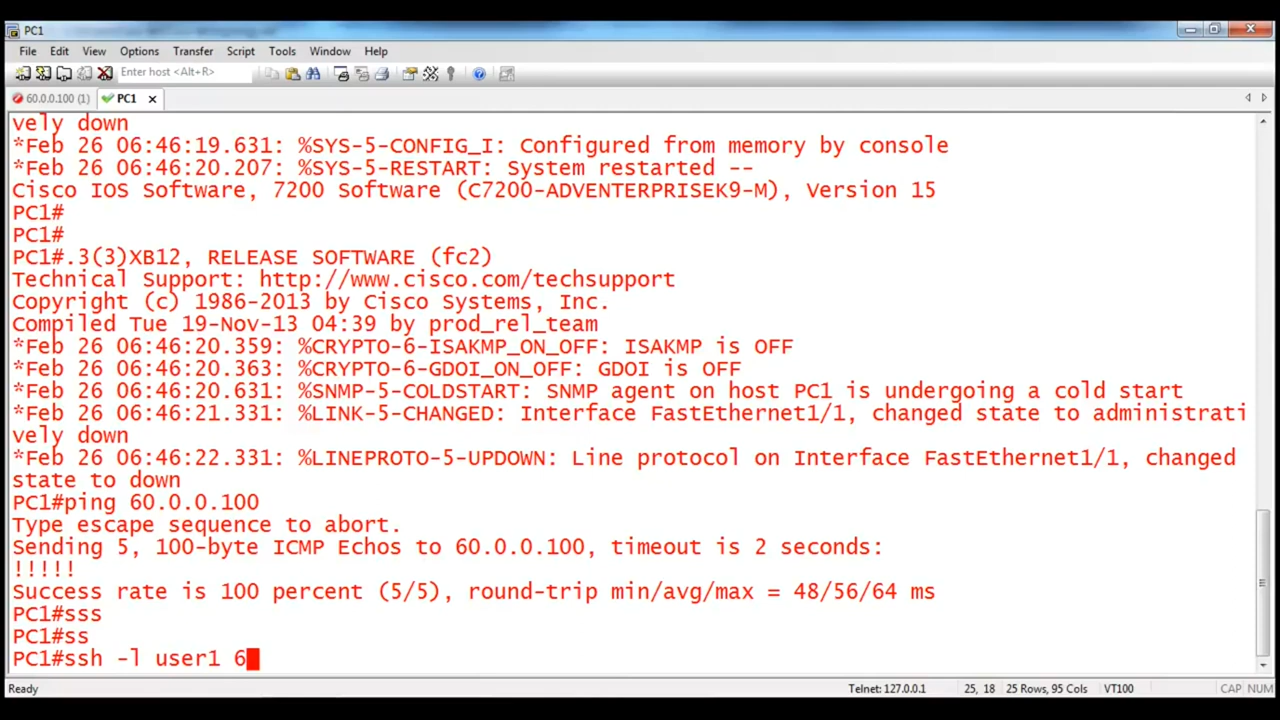 PC1
File Edit View Options Transfer Script Tools Window Help
Enter host <Alt+R>
60.0.0.100 (1) PC1
vely down
*Feb 26 06:46:19.631: %SYS-5-CONFIG_I: Configured from memory by console
*Feb 26 06:46:20.207: %SYS-5-RESTART: System restarted --
Cisco IOS Software, 7200 Software (C7200-ADVENTERPRISEK9-M), Version 15
PC1#
PC1#
PC1#.3(3)XB12, RELEASE SOFTWARE (fc2)
Technical Support: http://www.cisco.com/techsupport
Copyright (c) 1986-2013 by Cisco Systems, Inc.
Compiled Tue 19-Nov-13 04:39 by prod_rel_team
*Feb 26 06:46:20.359: %CRYPTO-6-ISAKMP_ON_OFF: ISAKMP is OFF
*Feb 26 06:46:20.363: %CRYPTO-6-GDOI_ON_OFF: GDOI is OFF
*Feb 26 06:46:20.631: %SNMP-5-COLDSTART: SNMP agent on host PC1 is undergoing a cold start
*Feb 26 06:46:21.331: %LINK-5-CHANGED: Interface FastEthernet1/1, changed state to administrati
vely down
*Feb 26 06:46:22.331: %LINEPROTO-5-UPDOWN: Line protocol on Interface FastEthernet1/1, changed
state to down
PC1#ping 60.0.0.100
Type escape sequence to abort.
Sending 5, 100-byte ICMP Echos to 60.0.0.100, timeout is 2 seconds:
!!!!!
Success rate is 100 percent (5/5), round-trip min/avg/max = 48/56/64 ms
PC1#sss
PC1#ss
PC1#ssh -l user1 6
Ready Telnet: 127.0.0.1 25, 18 25 Rows, 95 Cols VT100 CAP NUM